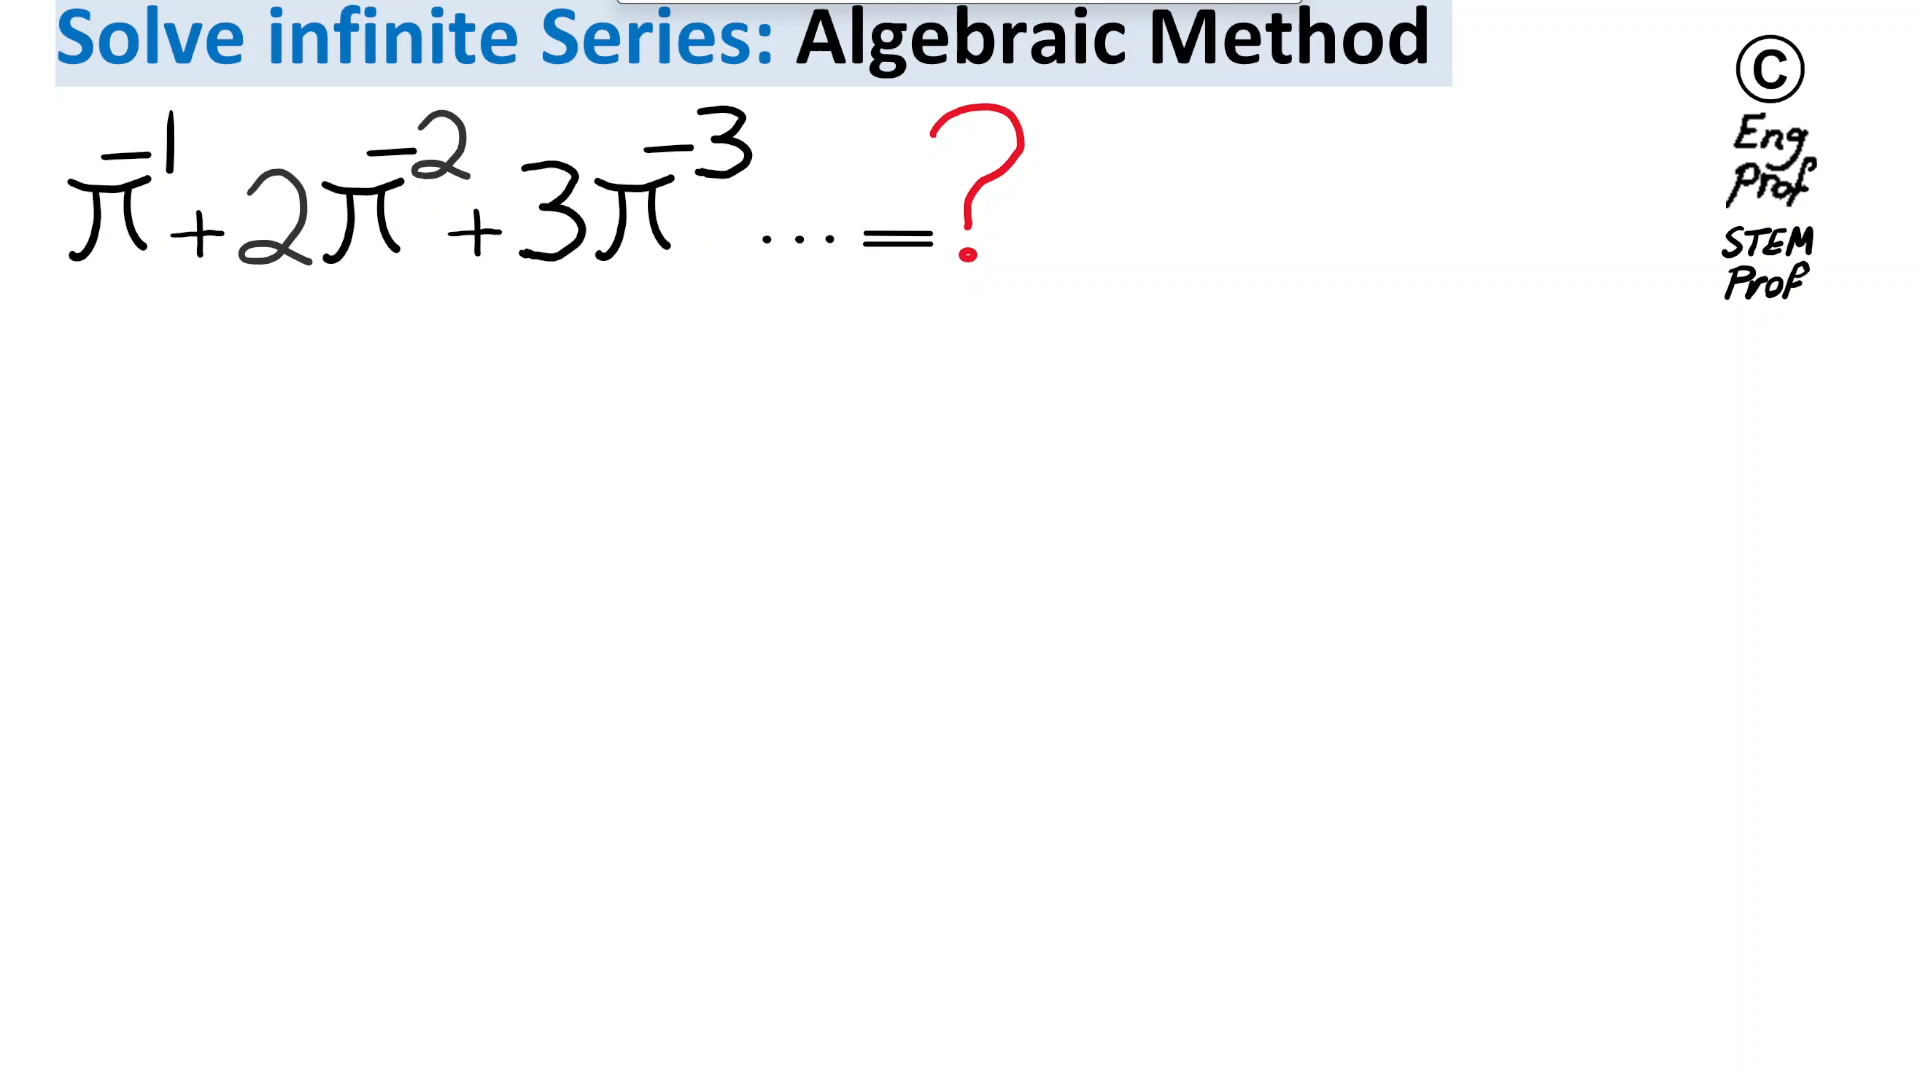 Solve infinite Series: Algebraic Method
π⁻¹+2π⁻²+3π⁻³ ... =?
©
Eng
Prof
STEM
Prof